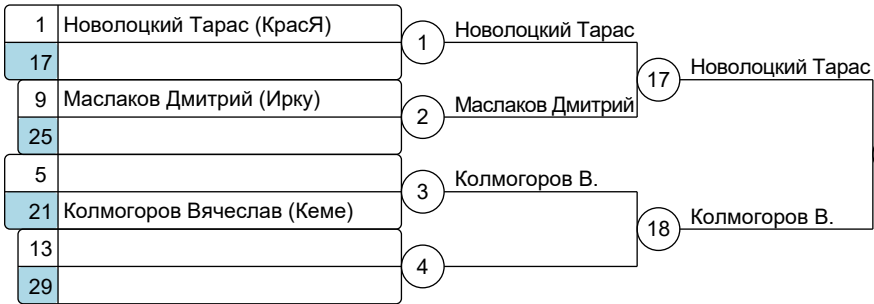 1 Новолоцкий Тарас (КрасЯ)
17
1 Новолоцкий Тарас
9 Маслаков Дмитрий (Ирку)
25
2 Маслаков Дмитрий
17 Новолоцкий Тарас
5
21 Колмогоров Вячеслав (Кеме)
3 Колмогоров В.
13
29
4
18 Колмогоров В.